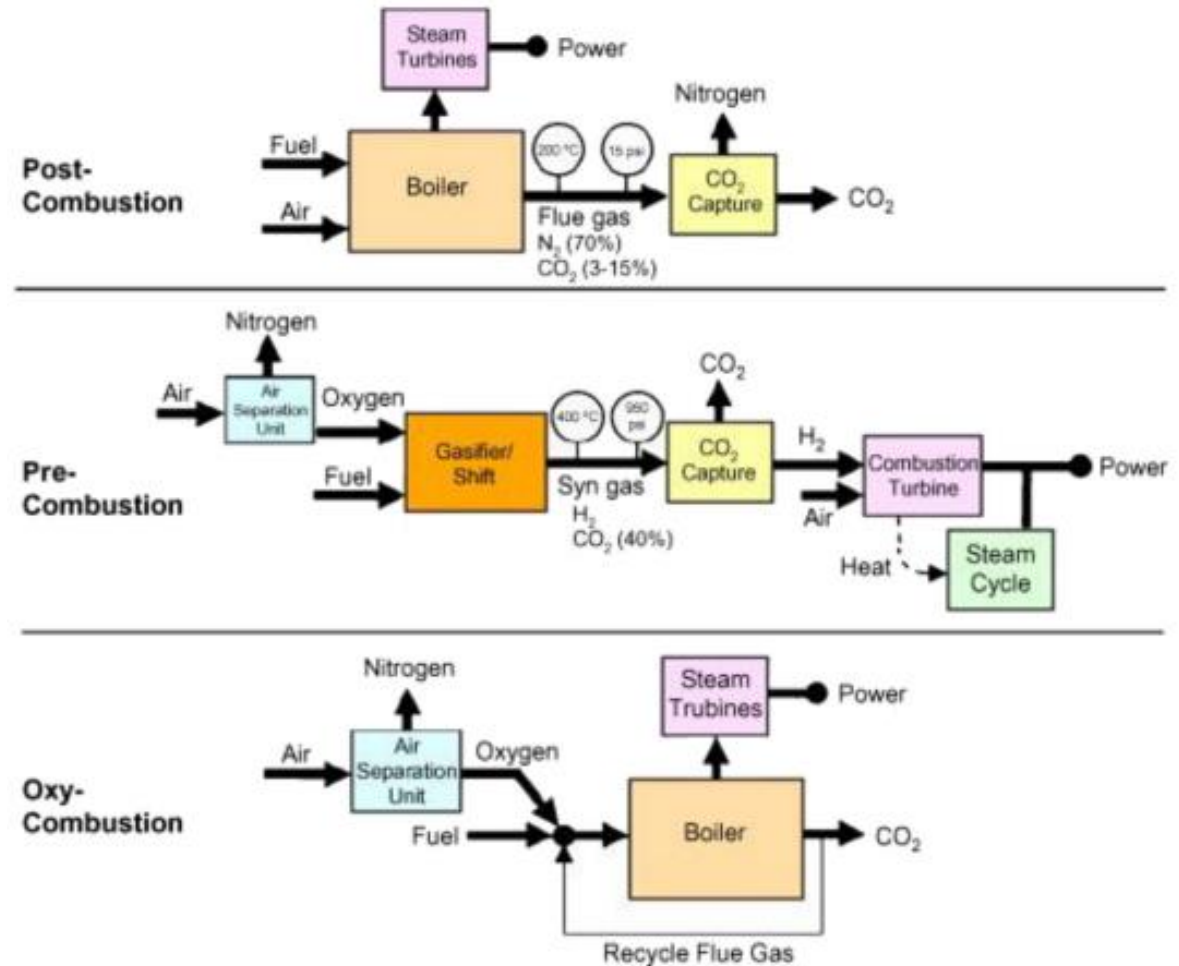 Steam
Turbines
Power
Nitrogen
Fuel
200 ºC
15 psi
Post-
Combustion
Boiler
CO₂
Capture
CO₂
Air
Flue gas
N₂ (70%)
CO₂ (3-15%)
Nitrogen
CO₂
Air
Air
Separation
Unit
Oxygen
400 ºC
950
psi
H₂
Pre-
Combustion
Gasifier/
Shift
CO₂
Capture
Combustion
Turbine
Power
Fuel
Syn gas
H₂
CO₂ (40%)
Air
Heat
Steam
Cycle
Nitrogen
Steam
Trubines
Power
Air
Air
Separation
Unit
Oxygen
Oxy-
Combustion
Fuel
Boiler
CO₂
Recycle Flue Gas